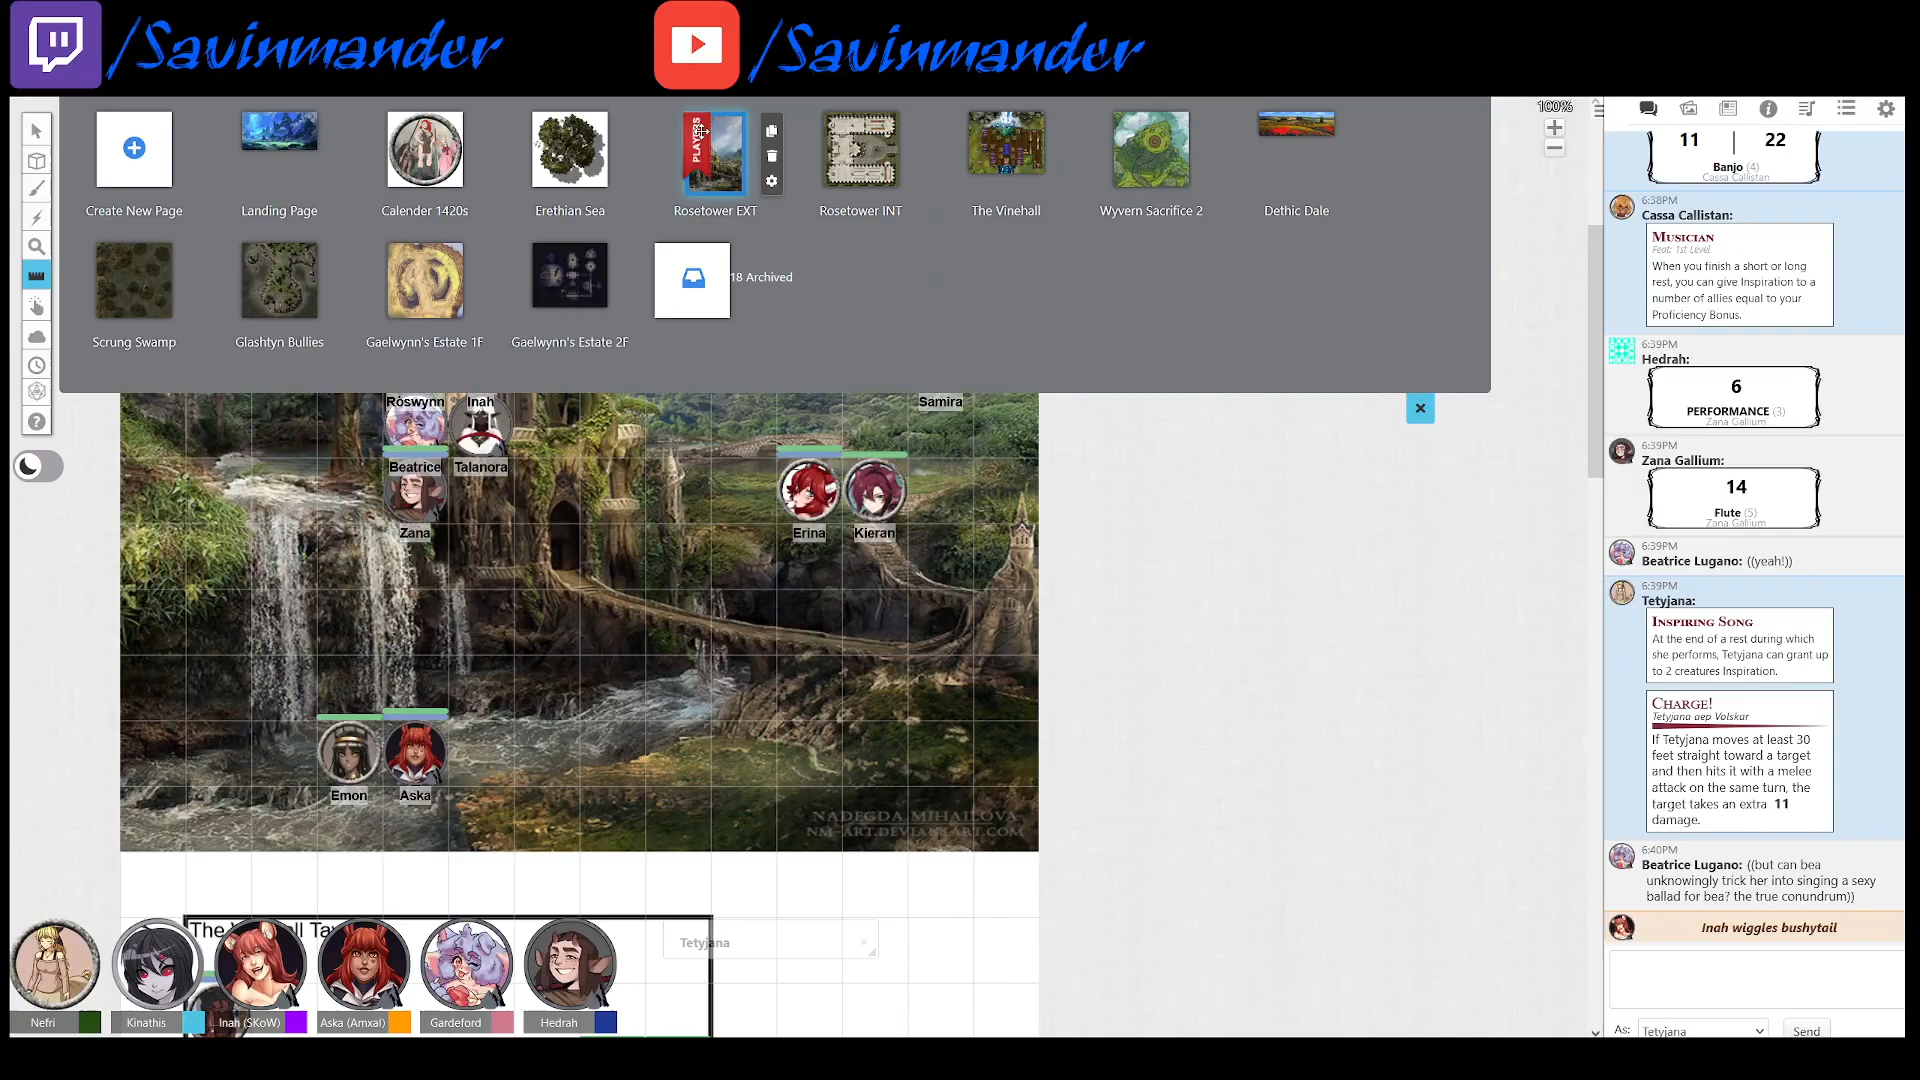 /Savinmander
/Savinmander
PLAYERS
Create New Page
Landing Page
Calender 1420s
Erethian Sea
Rosetower EXT
Rosetower INT
The Vinehall
Wyvern Sacrifice 2
Dethic Dale
Scrung Swamp
Glashtyn Bullies
Gaelwynn's Estate 1F
Gaelwynn's Estate 2F
18 Archived
100%
Roswynn
Inah
Samira
Beatrice
Talanora
Zana
Erina
Kieran
Emon
Aska
NADEGDA MIHAILOVA
NM-ART.DEVIANTART.COM
Tetyjana
Nefri
Kinathis
Inah (SKoW)
Aska (Amxal)
Gardeford
Hedrah
11 | 22
Banjo (4)
Cassa Callistan
6:38PM
Cassa Callistan:
Musician
Feat: 1st Level
When you finish a short or long
rest, you can give Inspiration to a
number of allies equal to your
Proficiency Bonus.
6:39PM
Hedrah:
6
PERFORMANCE (3)
Zana Gallium
6:39PM
Zana Gallium:
14
Flute (5)
Zana Gallium
6:39PM
Beatrice Lugano: ((yeah!))
6:39PM
Tetyjana:
Inspiring Song
At the end of a rest during which
she performs, Tetyjana can grant up
to 2 creatures Inspiration.
Charge!
Tetyjana aep Volskar
If Tetyjana moves at least 30
feet straight toward a target
and then hits it with a melee
attack on the same turn, the
target takes an extra 11
damage.
6:40PM
Beatrice Lugano: ((but can bea
unknowingly trick her into singing a sexy
ballad for bea? the true conundrum))
Inah wiggles bushytail
As:
Tetyjana
Send